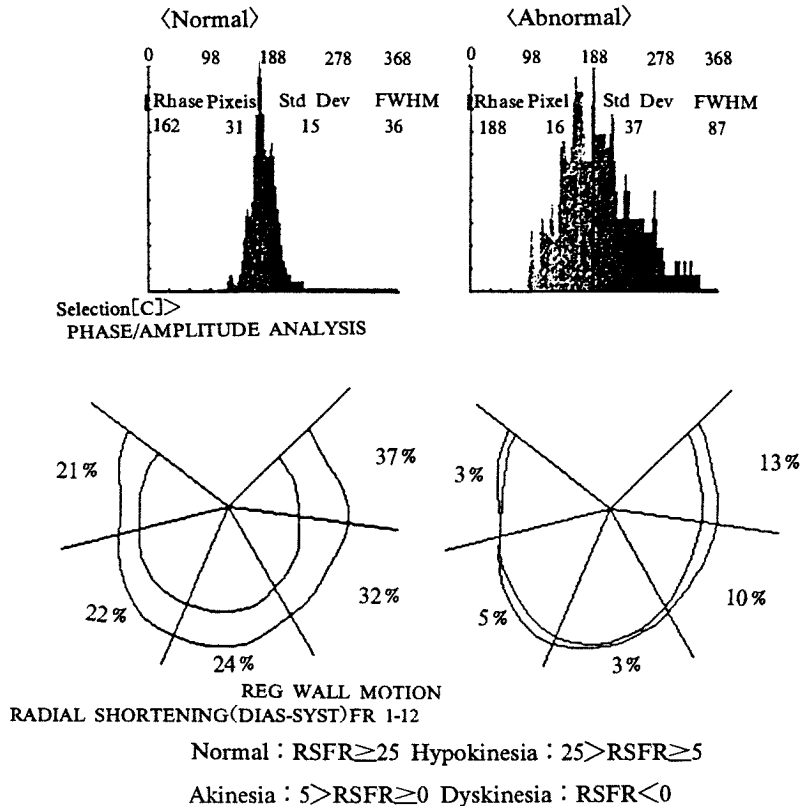 〈Normal〉
0 98 188 278 368
Rhase Pixeis Std Dev FWHM
162 31 15 36
〈Abnormal〉
0 98 188 278 368
Rhase Pixel Std Dev FWHM
188 16 37 87
Selection[C]>
PHASE/AMPLITUDE ANALYSIS
21%
37%
22%
32%
24%
3%
13%
5%
10%
3%
REG WALL MOTION
RADIAL SHORTENING(DIAS-SYST)FR 1-12
Normal : RSFR≥25 Hypokinesia : 25>RSFR≥5
Akinesia : 5>RSFR≥0 Dyskinesia : RSFR<0